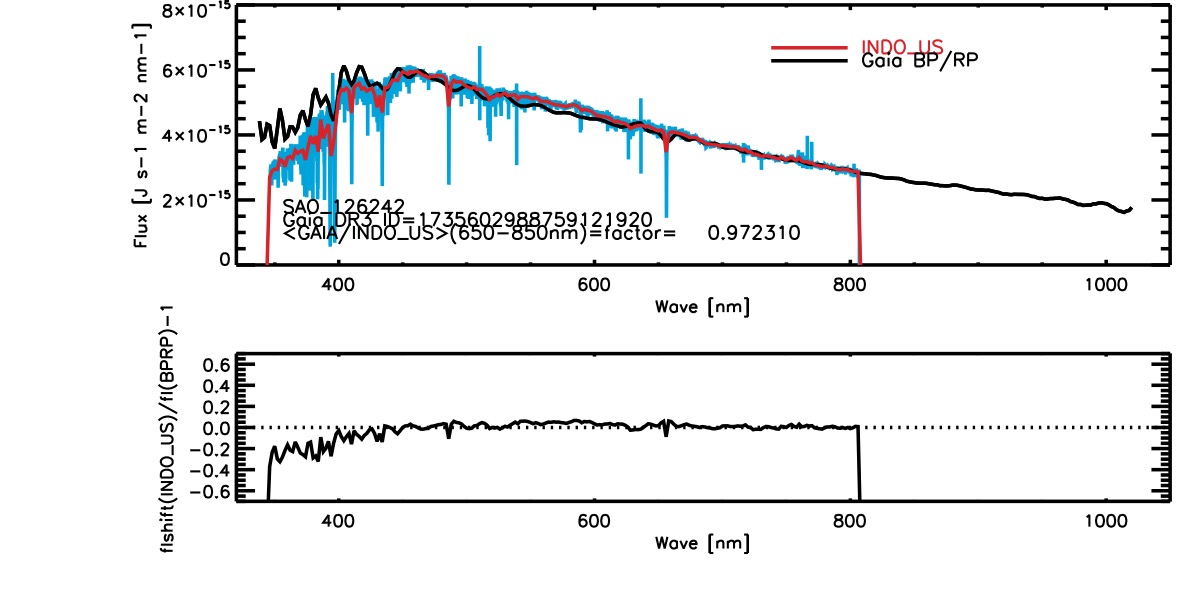 8×10⁻¹⁵
6×10⁻¹⁵
4×10⁻¹⁵
2×10⁻¹⁵
0
Flux [J s-1 m-2 nm-1]
INDO_US
Gaia BP/RP
SAO_126242
Gaia DR3 ID=1735602988759121920
<GAIA/INDO_US>(650-850nm)=factor= 0.972310
400 600 800 1000
Wave [nm]
flshift(INDO_US)/fl(BPRP)-1
0.6
0.4
0.2
0.0
-0.2
-0.4
-0.6
400 600 800 1000
Wave [nm]